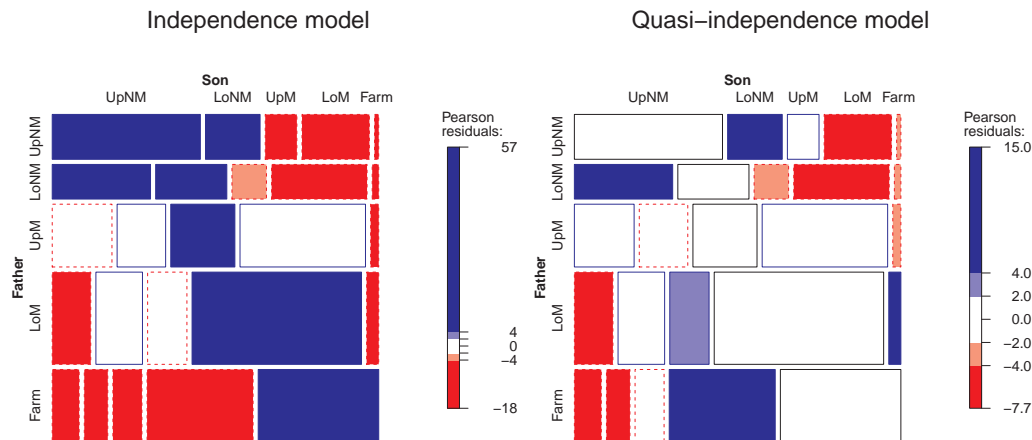 Independence model
Son
UpNM LoNM UpM LoM Farm
Father
UpNM
LoNM
UpM
LoM
Farm
Pearson
residuals:
57
4
0
−4
−18
Quasi−independence model
Son
UpNM LoNM UpM LoM Farm
Father
UpNM
LoNM
UpM
LoM
Farm
Pearson
residuals:
15.0
4.0
2.0
0.0
−2.0
−4.0
−7.7